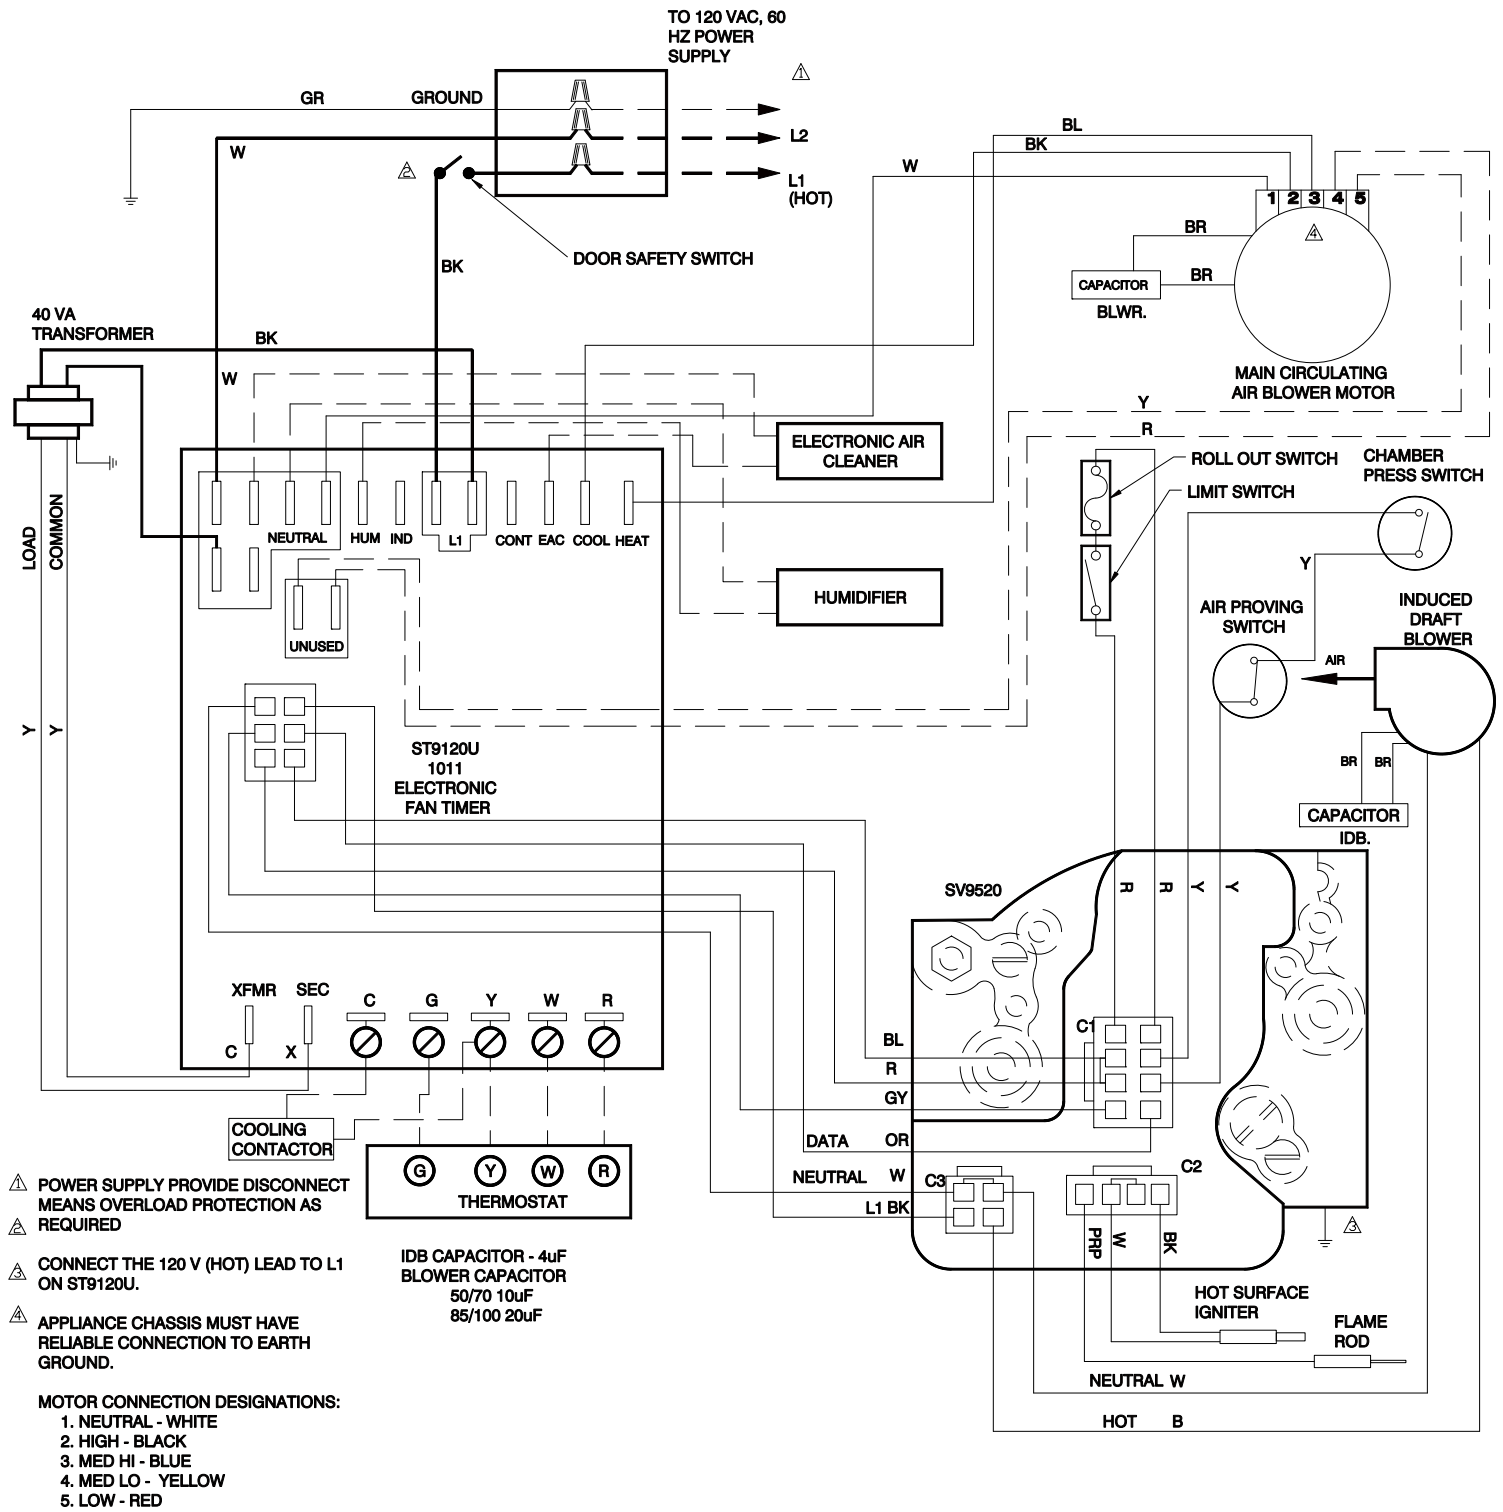 TO 120 VAC, 60
HZ POWER
SUPPLY
1
GR
GROUND
L2
W
2
L1
(HOT)
BL
BK
W
1 2 3 4 5
4
BR
BR
CAPACITOR
BLWR.
DOOR SAFETY SWITCH
BK
40 VA
TRANSFORMER
BK
W
MAIN CIRCULATING
AIR BLOWER MOTOR
Y
R
ELECTRONIC AIR
CLEANER
ROLL OUT SWITCH
LIMIT SWITCH
CHAMBER
PRESS SWITCH
LOAD
COMMON
NEUTRAL
HUM
IND
L1
CONT
EAC
COOL
HEAT
Y
HUMIDIFIER
UNUSED
AIR PROVING
SWITCH
INDUCED
DRAFT
BLOWER
AIR
Y
Y
ST9120U
1011
ELECTRONIC
FAN TIMER
BR
BR
CAPACITOR
IDB.
SV9520
R
R
Y
Y
XFMR
SEC
C
G
Y
W
R
C
X
C1
BL
R
GY
COOLING
CONTACTOR
DATA
OR
NEUTRAL
W
L1 BK
C3
C2
G
Y
W
R
THERMOSTAT
PRP
W
BK
3
1
POWER SUPPLY PROVIDE DISCONNECT
MEANS OVERLOAD PROTECTION AS
2
REQUIRED
3
CONNECT THE 120 V (HOT) LEAD TO L1
ON ST9120U.
4
APPLIANCE CHASSIS MUST HAVE
RELIABLE CONNECTION TO EARTH
GROUND.
IDB CAPACITOR - 4uF
BLOWER CAPACITOR
50/70 10uF
85/100 20uF
HOT SURFACE
IGNITER
FLAME
ROD
NEUTRAL W
HOT
B
MOTOR CONNECTION DESIGNATIONS:
1. NEUTRAL - WHITE
2. HIGH - BLACK
3. MED HI - BLUE
4. MED LO - YELLOW
5. LOW - RED